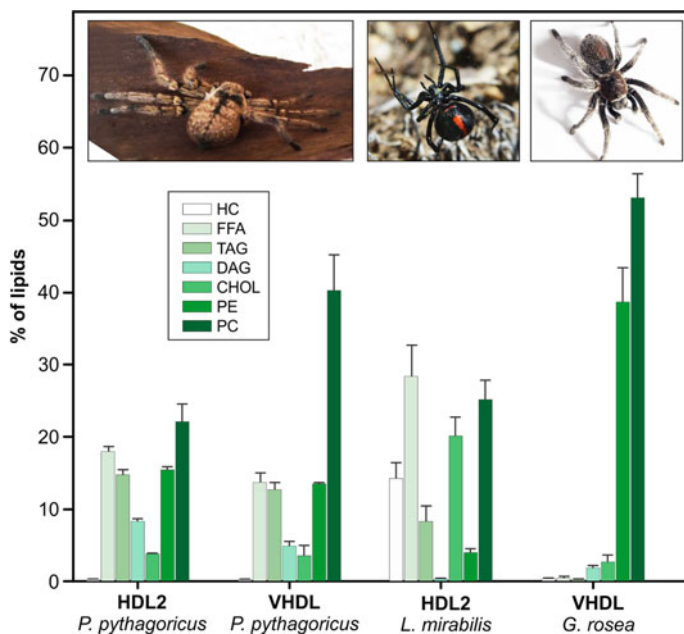 70
60
50
40
30
20
10
0
% of lipids
HC
FFA
TAG
DAG
CHOL
PE
PC
HDL2 VHDL HDL2 VHDL
P. pythagoricus P. pythagoricus L. mirabilis G. rosea